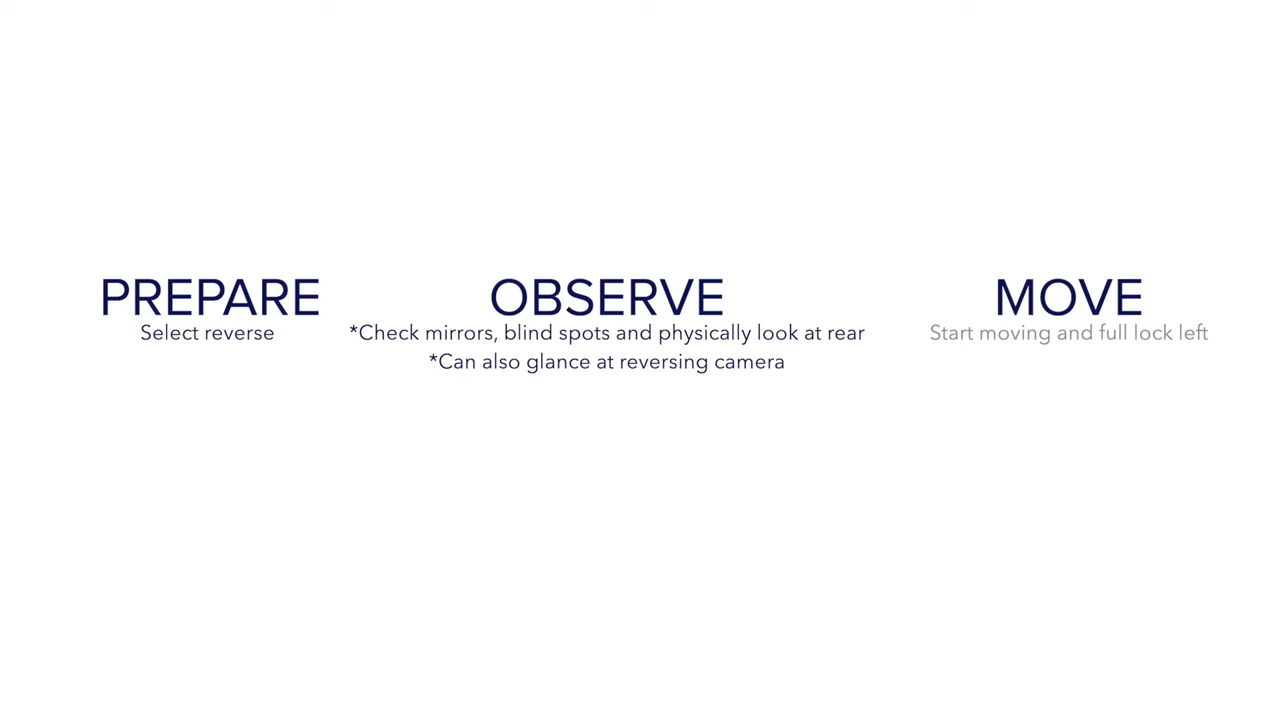 PREPARE
Select reverse
OBSERVE
*Check mirrors, blind spots and physically look at rear
*Can also glance at reversing camera
MOVE
Start moving and full lock left